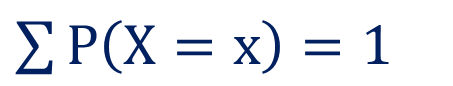 ∑ P(X = x) = 1